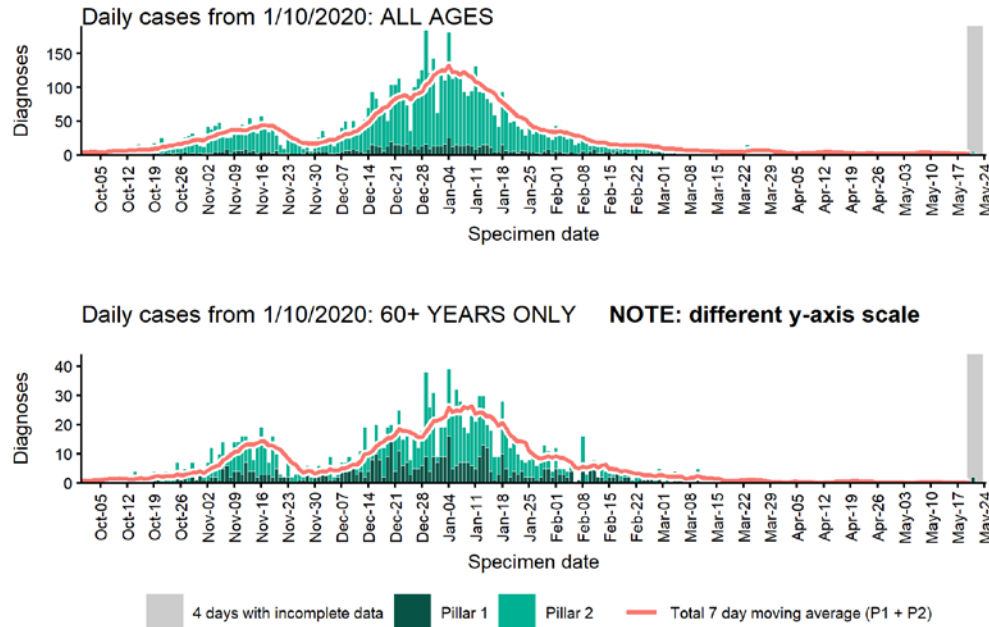 Daily cases from 1/10/2020: ALL AGES
Diagnoses
150
100
50
0
Oct-05
Oct-12
Oct-19
Oct-26
Nov-02
Nov-09
Nov-16
Nov-23
Nov-30
Dec-07
Dec-14
Dec-21
Dec-28
Jan-04
Jan-11
Jan-18
Jan-25
Feb-01
Feb-08
Feb-15
Feb-22
Mar-01
Mar-08
Mar-15
Mar-22
Mar-29
Apr-05
Apr-12
Apr-19
Apr-26
May-03
May-10
May-17
May-24
Specimen date
Daily cases from 1/10/2020: 60+ YEARS ONLY NOTE: different y-axis scale
Diagnoses
40
30
20
10
0
Oct-05
Oct-12
Oct-19
Oct-26
Nov-02
Nov-09
Nov-16
Nov-23
Nov-30
Dec-07
Dec-14
Dec-21
Dec-28
Jan-04
Jan-11
Jan-18
Jan-25
Feb-01
Feb-08
Feb-15
Feb-22
Mar-01
Mar-08
Mar-15
Mar-22
Mar-29
Apr-05
Apr-12
Apr-19
Apr-26
May-03
May-10
May-17
May-24
Specimen date
4 days with incomplete data Pillar 1 Pillar 2 Total 7 day moving average (P1 + P2)